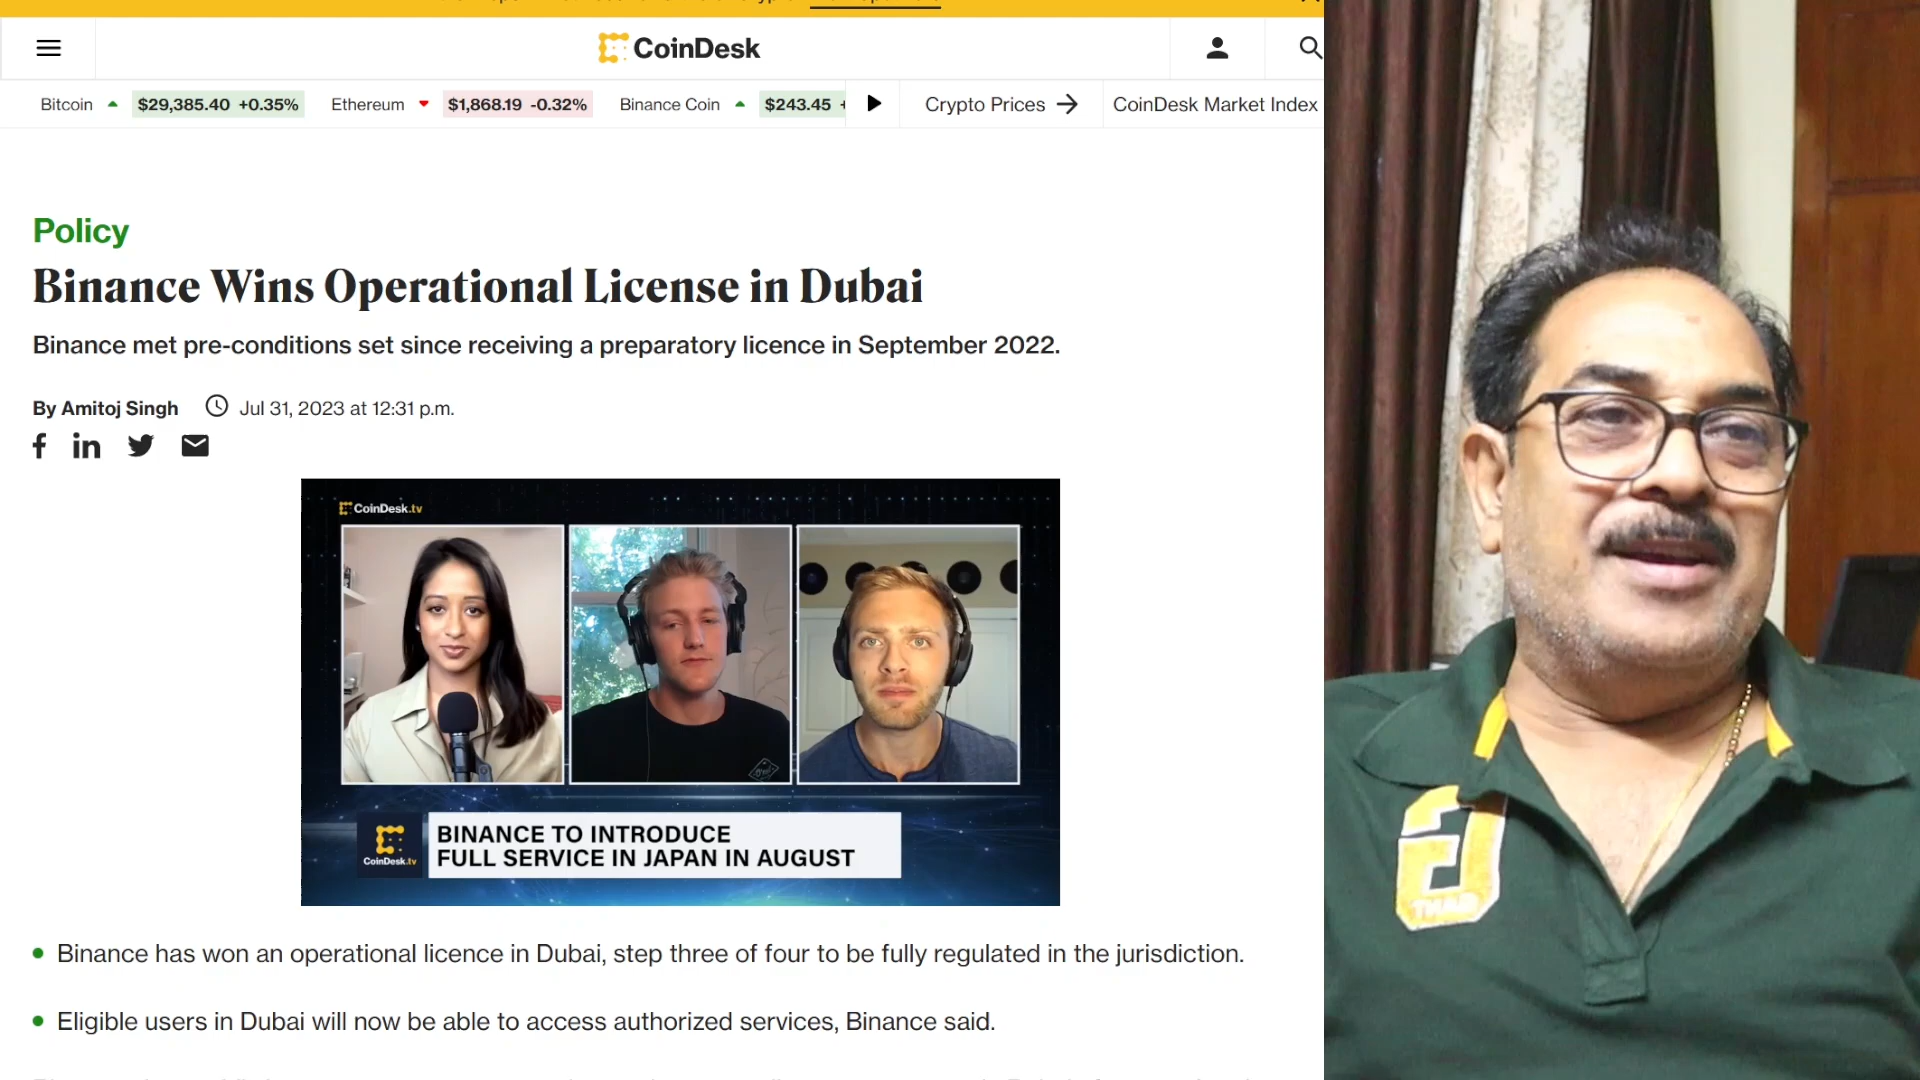 CoinDesk
Bitcoin $29,385.40 +0.35% Ethereum $1,868.19 -0.32% Binance Coin $243.45 Crypto Prices → CoinDesk Market Index
Policy
Binance Wins Operational License in Dubai
Binance met pre-conditions set since receiving a preparatory licence in September 2022.
By Amitoj Singh Jul 31, 2023 at 12:31 p.m.
CoinDesk.tv
BINANCE TO INTRODUCE
FULL SERVICE IN JAPAN IN AUGUST
CoinDesk.tv
• Binance has won an operational licence in Dubai, step three of four to be fully regulated in the jurisdiction.
• Eligible users in Dubai will now be able to access authorized services, Binance said.